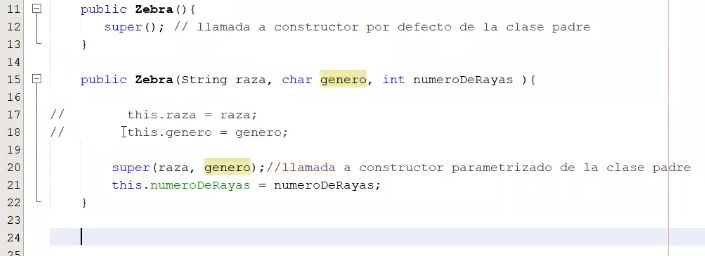 11 public Zebra(){
12 super(); // llamada a constructor por defecto de la clase padre
13 }
14
15 public Zebra(String raza, char genero, int numeroDeRayas ){
16
17 // this.raza = raza;
18 // this.genero = genero;
19
20 super(raza, genero);//llamada a constructor parametrizado de la clase padre
21 this.numeroDeRayas = numeroDeRayas;
22 }
23
24
25